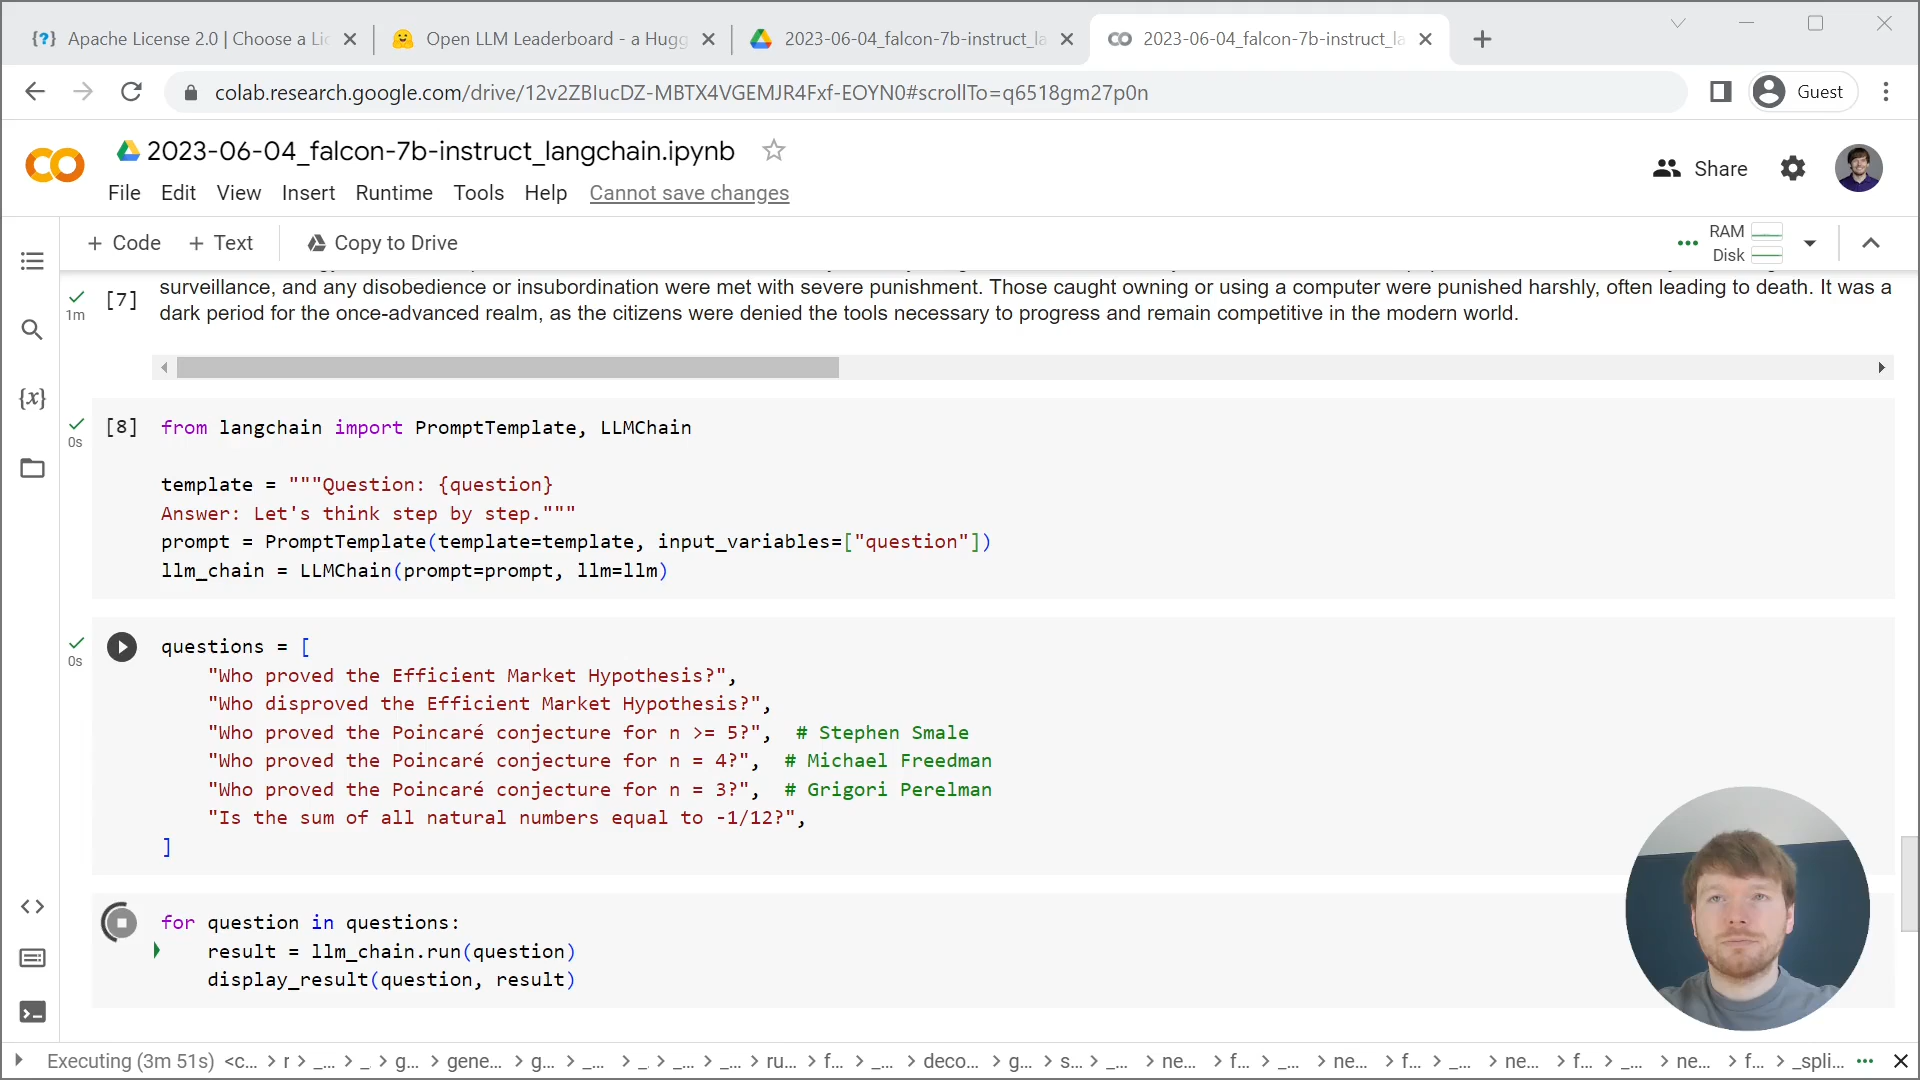 Apache License 2.0 | Choose a Lic
Open LLM Leaderboard - a Hugg
2023-06-04_falcon-7b-instruct_la
2023-06-04_falcon-7b-instruct_la
colab.research.google.com/drive/12v2ZBIucDZ-MBTX4VGEMJR4Fxf-EOYN0#scrollTo=q6518gm27p0n
Guest
2023-06-04_falcon-7b-instruct_langchain.ipynb
Share
File Edit View Insert Runtime Tools Help Cannot save changes
+ Code + Text Copy to Drive
RAM
Disk
surveillance, and any disobedience or insubordination were met with severe punishment. Those caught owning or using a computer were punished harshly, often leading to death. It was a
[7]
1m
dark period for the once-advanced realm, as the citizens were denied the tools necessary to progress and remain competitive in the modern world.
[8] from langchain import PromptTemplate, LLMChain
0s
template = """Question: {question}
Answer: Let's think step by step."""
prompt = PromptTemplate(template=template, input_variables=["question"])
llm_chain = LLMChain(prompt=prompt, llm=llm)
questions = [
0s
"Who proved the Efficient Market Hypothesis?",
"Who disproved the Efficient Market Hypothesis?",
"Who proved the Poincaré conjecture for n >= 5?", # Stephen Smale
"Who proved the Poincaré conjecture for n = 4?", # Michael Freedman
"Who proved the Poincaré conjecture for n = 3?", # Grigori Perelman
"Is the sum of all natural numbers equal to -1/12?",
]
for question in questions:
result = llm_chain.run(question)
display_result(question, result)
Executing (3m 51s) <c... > r > _... > _. > g... > gene... > g... > _... > _. > _... > _... > ru... > f... > _... > deco... > g... > s... > _... > ne... > f... > _... > ne... > f... > _... > ne... > f... > _... > ne... > f... > _spli...